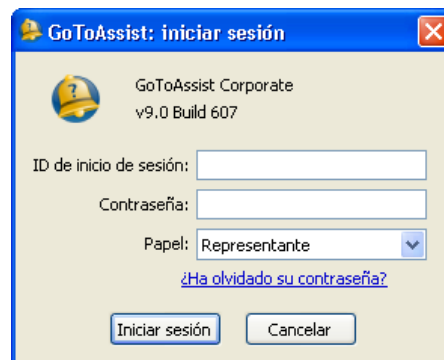 GoToAssist: iniciar sesión
GoToAssist Corporate
v9.0 Build 607
ID de inicio de sesión:
Contraseña:
Papel: Representante
¿Ha olvidado su contraseña?
Iniciar sesión Cancelar